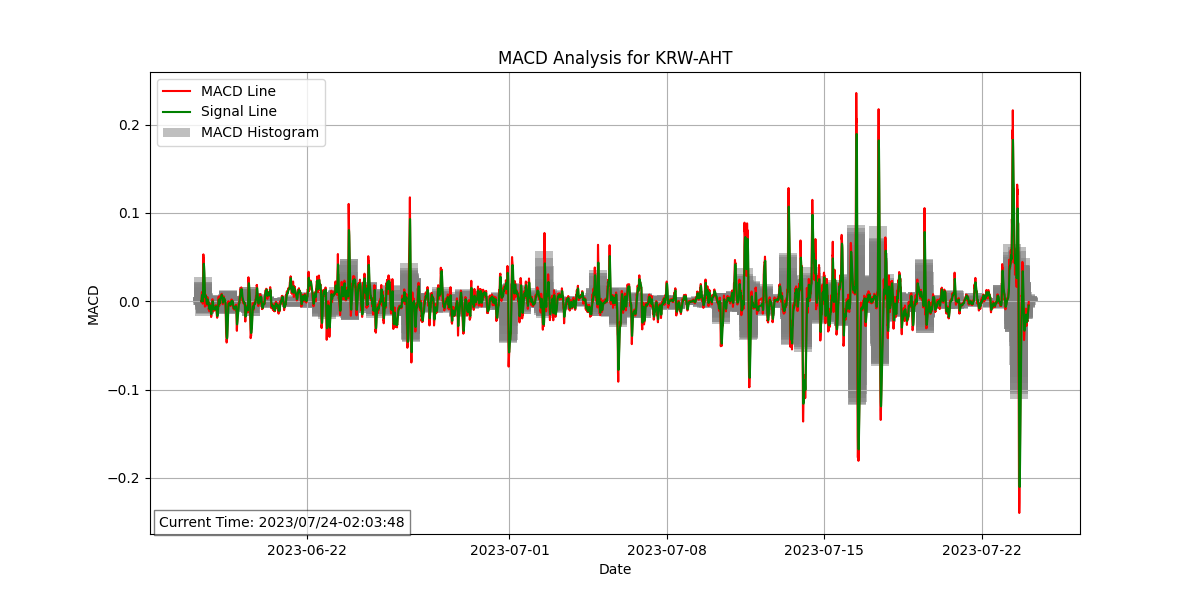 MACD Analysis for KRW-AHT
MACD Line
Signal Line
MACD Histogram
0.2
0.1
0.0
−0.1
−0.2
MACD
Current Time: 2023/07/24-02:03:48
2023-06-22
2023-07-01
2023-07-08
2023-07-15
2023-07-22
Date